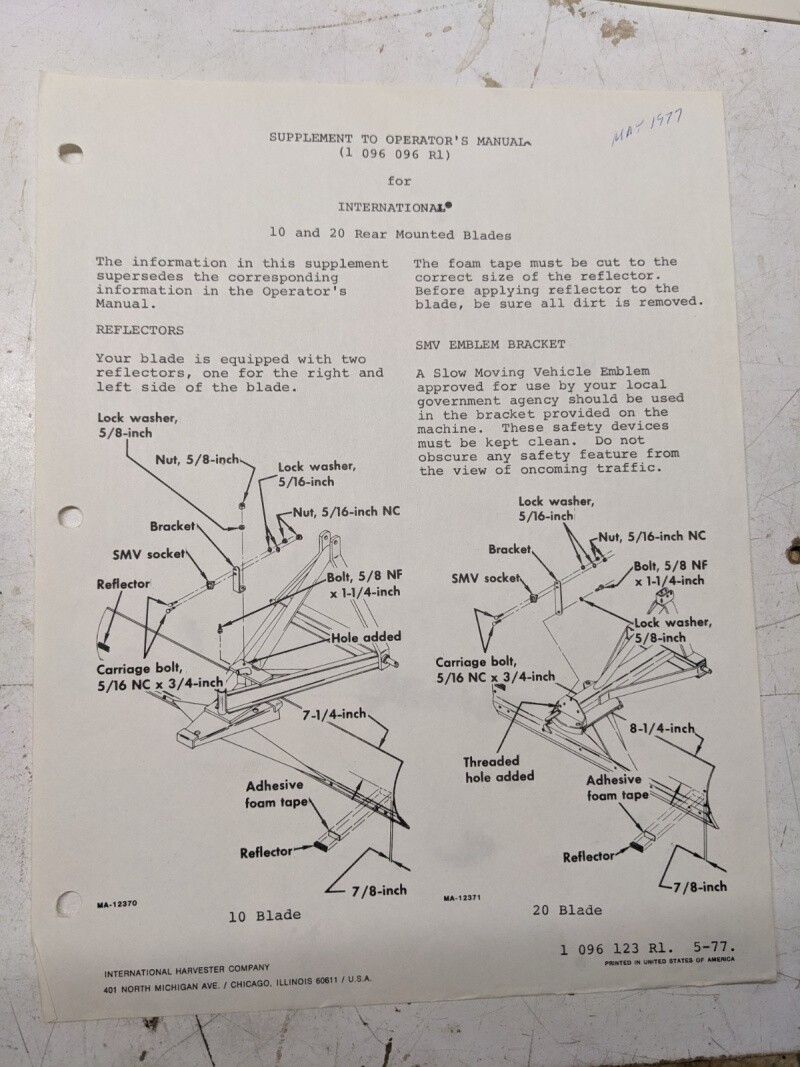 MAY 1977
SUPPLEMENT TO OPERATOR'S MANUAL
(1 096 096 R1)
for
INTERNATIONAL®
10 and 20 Rear Mounted Blades
The information in this supplement
supersedes the corresponding
information in the Operator's
Manual.
REFLECTORS
Your blade is equipped with two
reflectors, one for the right and
left side of the blade.
Lock washer,
5/8-inch
Nut, 5/8-inch
Lock washer,
5/16-inch
Nut, 5/16-inch NC
Bracket
SMV socket
Reflector
Bolt, 5/8 NF
x 1-1/4-inch
Hole added
Carriage bolt,
5/16 NC x 3/4-inch
7-1/4-inch
Adhesive
foam tape
Reflector
7/8-inch
MA-12370
10 Blade
The foam tape must be cut to the
correct size of the reflector.
Before applying reflector to the
blade, be sure all dirt is removed.
SMV EMBLEM BRACKET
A Slow Moving Vehicle Emblem
approved for use by your local
government agency should be used
in the bracket provided on the
machine.  These safety devices
must be kept clean.  Do not
obscure any safety feature from
the view of oncoming traffic.
Lock washer,
5/16-inch
Nut, 5/16-inch NC
Bracket
Bolt, 5/8 NF
x 1-1/4-inch
SMV socket
Lock washer,
5/8-inch
Carriage bolt,
5/16 NC x 3/4-inch
8-1/4-inch
Threaded
hole added
Adhesive
foam tape
Reflector
7/8-inch
MA-12371
20 Blade
1 096 123 R1.  5-77.
PRINTED IN UNITED STATES OF AMERICA
INTERNATIONAL HARVESTER COMPANY
401 NORTH MICHIGAN AVE. / CHICAGO, ILLINOIS 60611 / U.S.A.